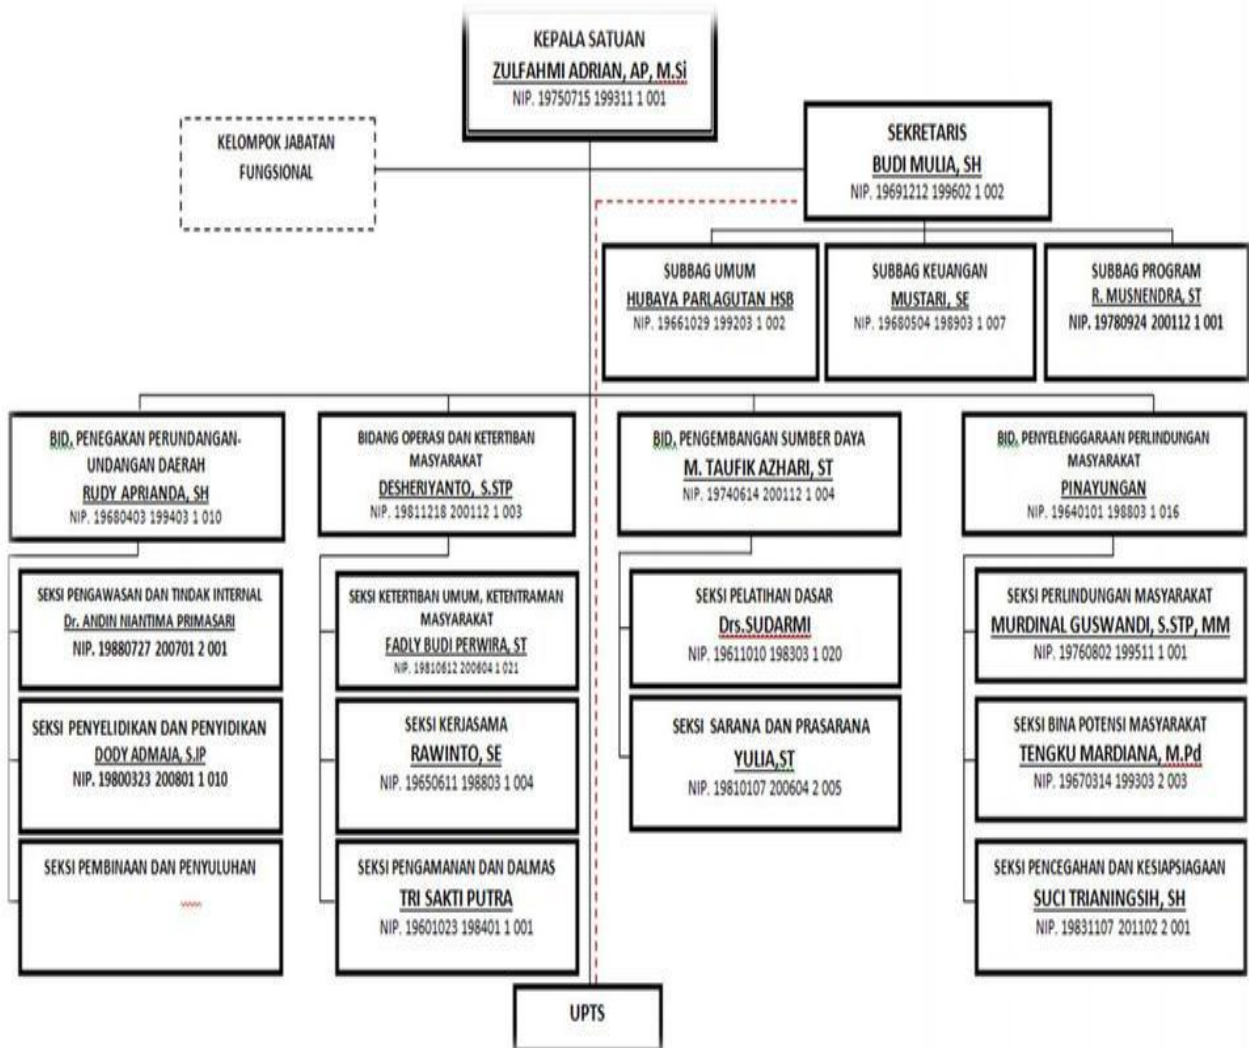 KEPALA SATUAN
ZULFAHMI ADRIAN, AP, M.Si
NIP. 19750715 199311 1 001
KELOMPOK JABATAN
FUNGSIONAL
SEKRETARIS
BUDI MULIA, SH
NIP. 19691212 199602 1 002
SUBBAG UMUM
HUBAYA PARLAGUTAN HSB
NIP. 19661029 199203 1 002
SUBBAG KEUANGAN
MUSTARI, SE
NIP. 19680504 198903 1 007
SUBBAG PROGRAM
R. MUSNENDRA, ST
NIP. 19780924 200112 1 001
BID. PENEGAKAN PERUNDANGAN-
UNDANGAN DAERAH
RUDY APRIANDA, SH
NIP. 19680403 199403 1 010
BIDANG OPERASI DAN KETERTIBAN
MASYARAKAT
DESHERIYANTO, S.STP
NIP. 19811218 200112 1 003
BID. PENGEMBANGAN SUMBER DAYA
M. TAUFIK AZHARI, ST
NIP. 19740614 200112 1 004
BID. PENYELENGGARAAN PERLINDUNGAN
MASYARAKAT
PINAYUNGAN
NIP. 19640101 198803 1 016
SEKSI PENGAWASAN DAN TINDAK INTERNAL
Dr. ANDIN NIANTIMA PRIMASARI
NIP. 19880727 200701 2 001
SEKSI KETERTIBAN UMUM, KETENTRAMAN
MASYARAKAT
FADLY BUDI PERWIRA, ST
NIP. 19810612 200604 1 021
SEKSI PELATIHAN DASAR
Drs.SUDARMI
NIP. 19611010 198303 1 020
SEKSI PERLINDUNGAN MASYARAKAT
MURDINAL GUSWANDI, S.STP, MM
NIP. 19760802 199511 1 001
SEKSI PENYELIDIKAN DAN PENYIDIKAN
DODY ADMAJA, S.IP
NIP. 19800323 200801 1 010
SEKSI KERJASAMA
RAWINTO, SE
NIP. 19650611 198803 1 004
SEKSI SARANA DAN PRASARANA
YULIA,ST
NIP. 19810107 200604 2 005
SEKSI BINA POTENSI MASYARAKAT
TENGKU MARDIANA, M.Pd
NIP. 19670314 199303 2 003
SEKSI PEMBINAAN DAN PENYULUHAN
SEKSI PENGAMANAN DAN DALMAS
TRI SAKTI PUTRA
NIP. 19601023 198401 1 001
SEKSI PENCEGAHAN DAN KESIAPSIAGAAN
SUCI TRIANINGSIH, SH
NIP. 19831107 201102 2 001
UPTS